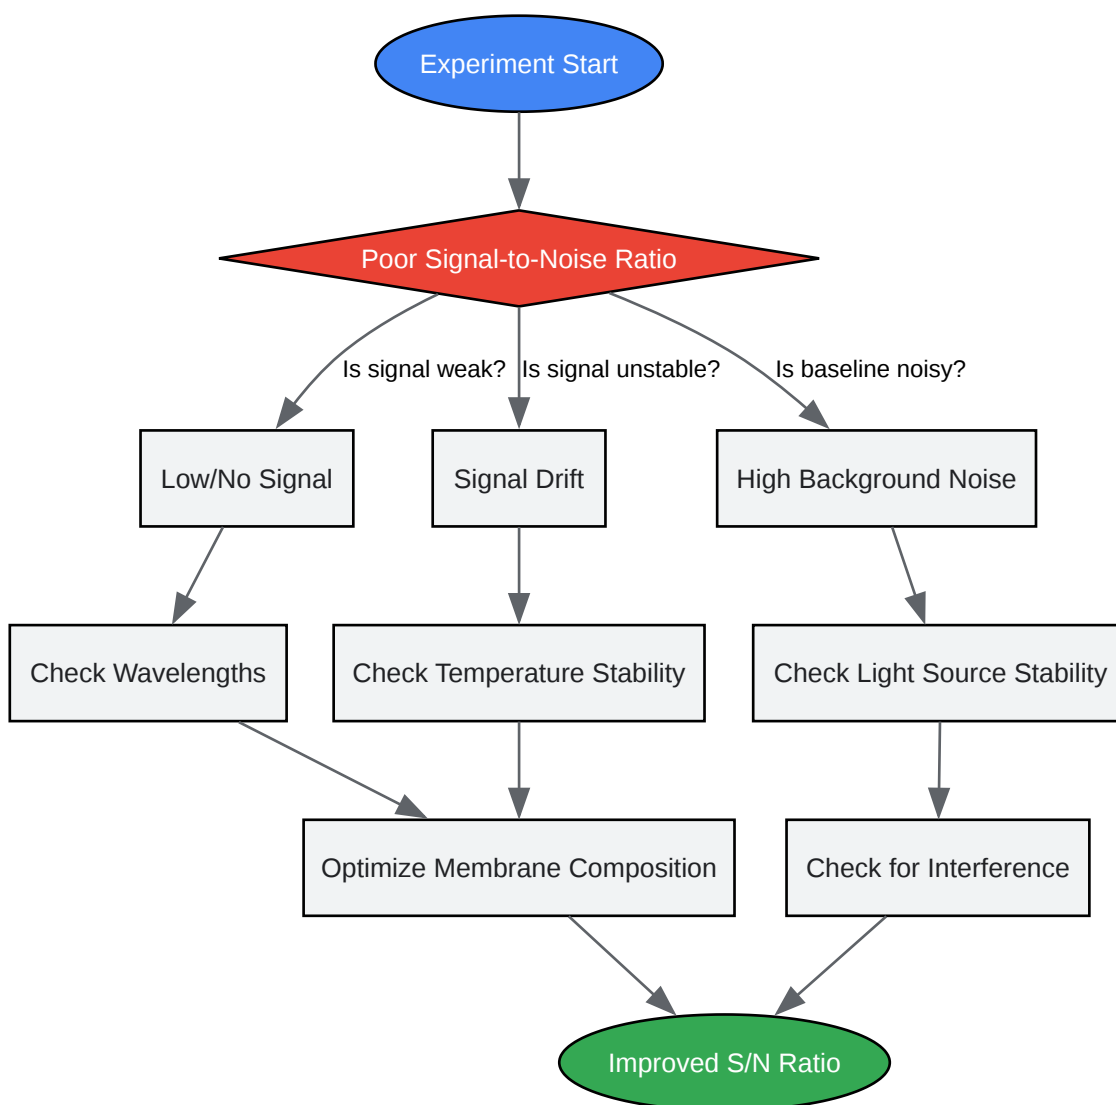 Experiment Start
Poor Signal-to-Noise Ratio
Is signal weak?
Is signal unstable?
Is baseline noisy?
Low/No Signal
Signal Drift
High Background Noise
Check Wavelengths
Check Temperature Stability
Check Light Source Stability
Optimize Membrane Composition
Check for Interference
Improved S/N Ratio